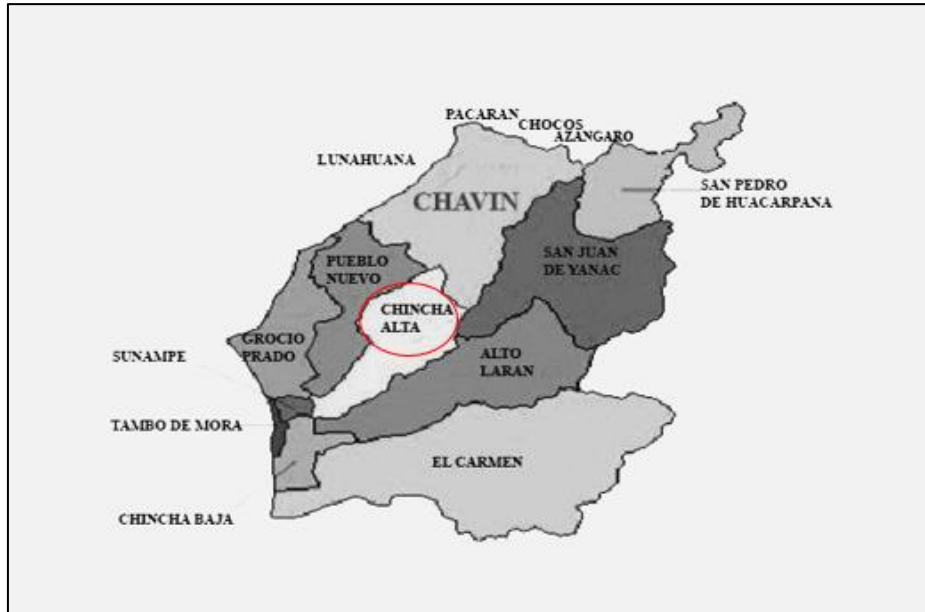 PACARAN
CHOCOS
AZANGARO
LUNAHUANA
SAN PEDRO
DE HUACARPANA
CHAVIN
SAN JUAN
DE YANAC
PUEBLO
NUEVO
CHINCHA
ALTA
GROCIO
PRADO
SUNAMPE
ALTO
LARAN
TAMBO DE MORA
EL CARMEN
CHINCHA BAJA